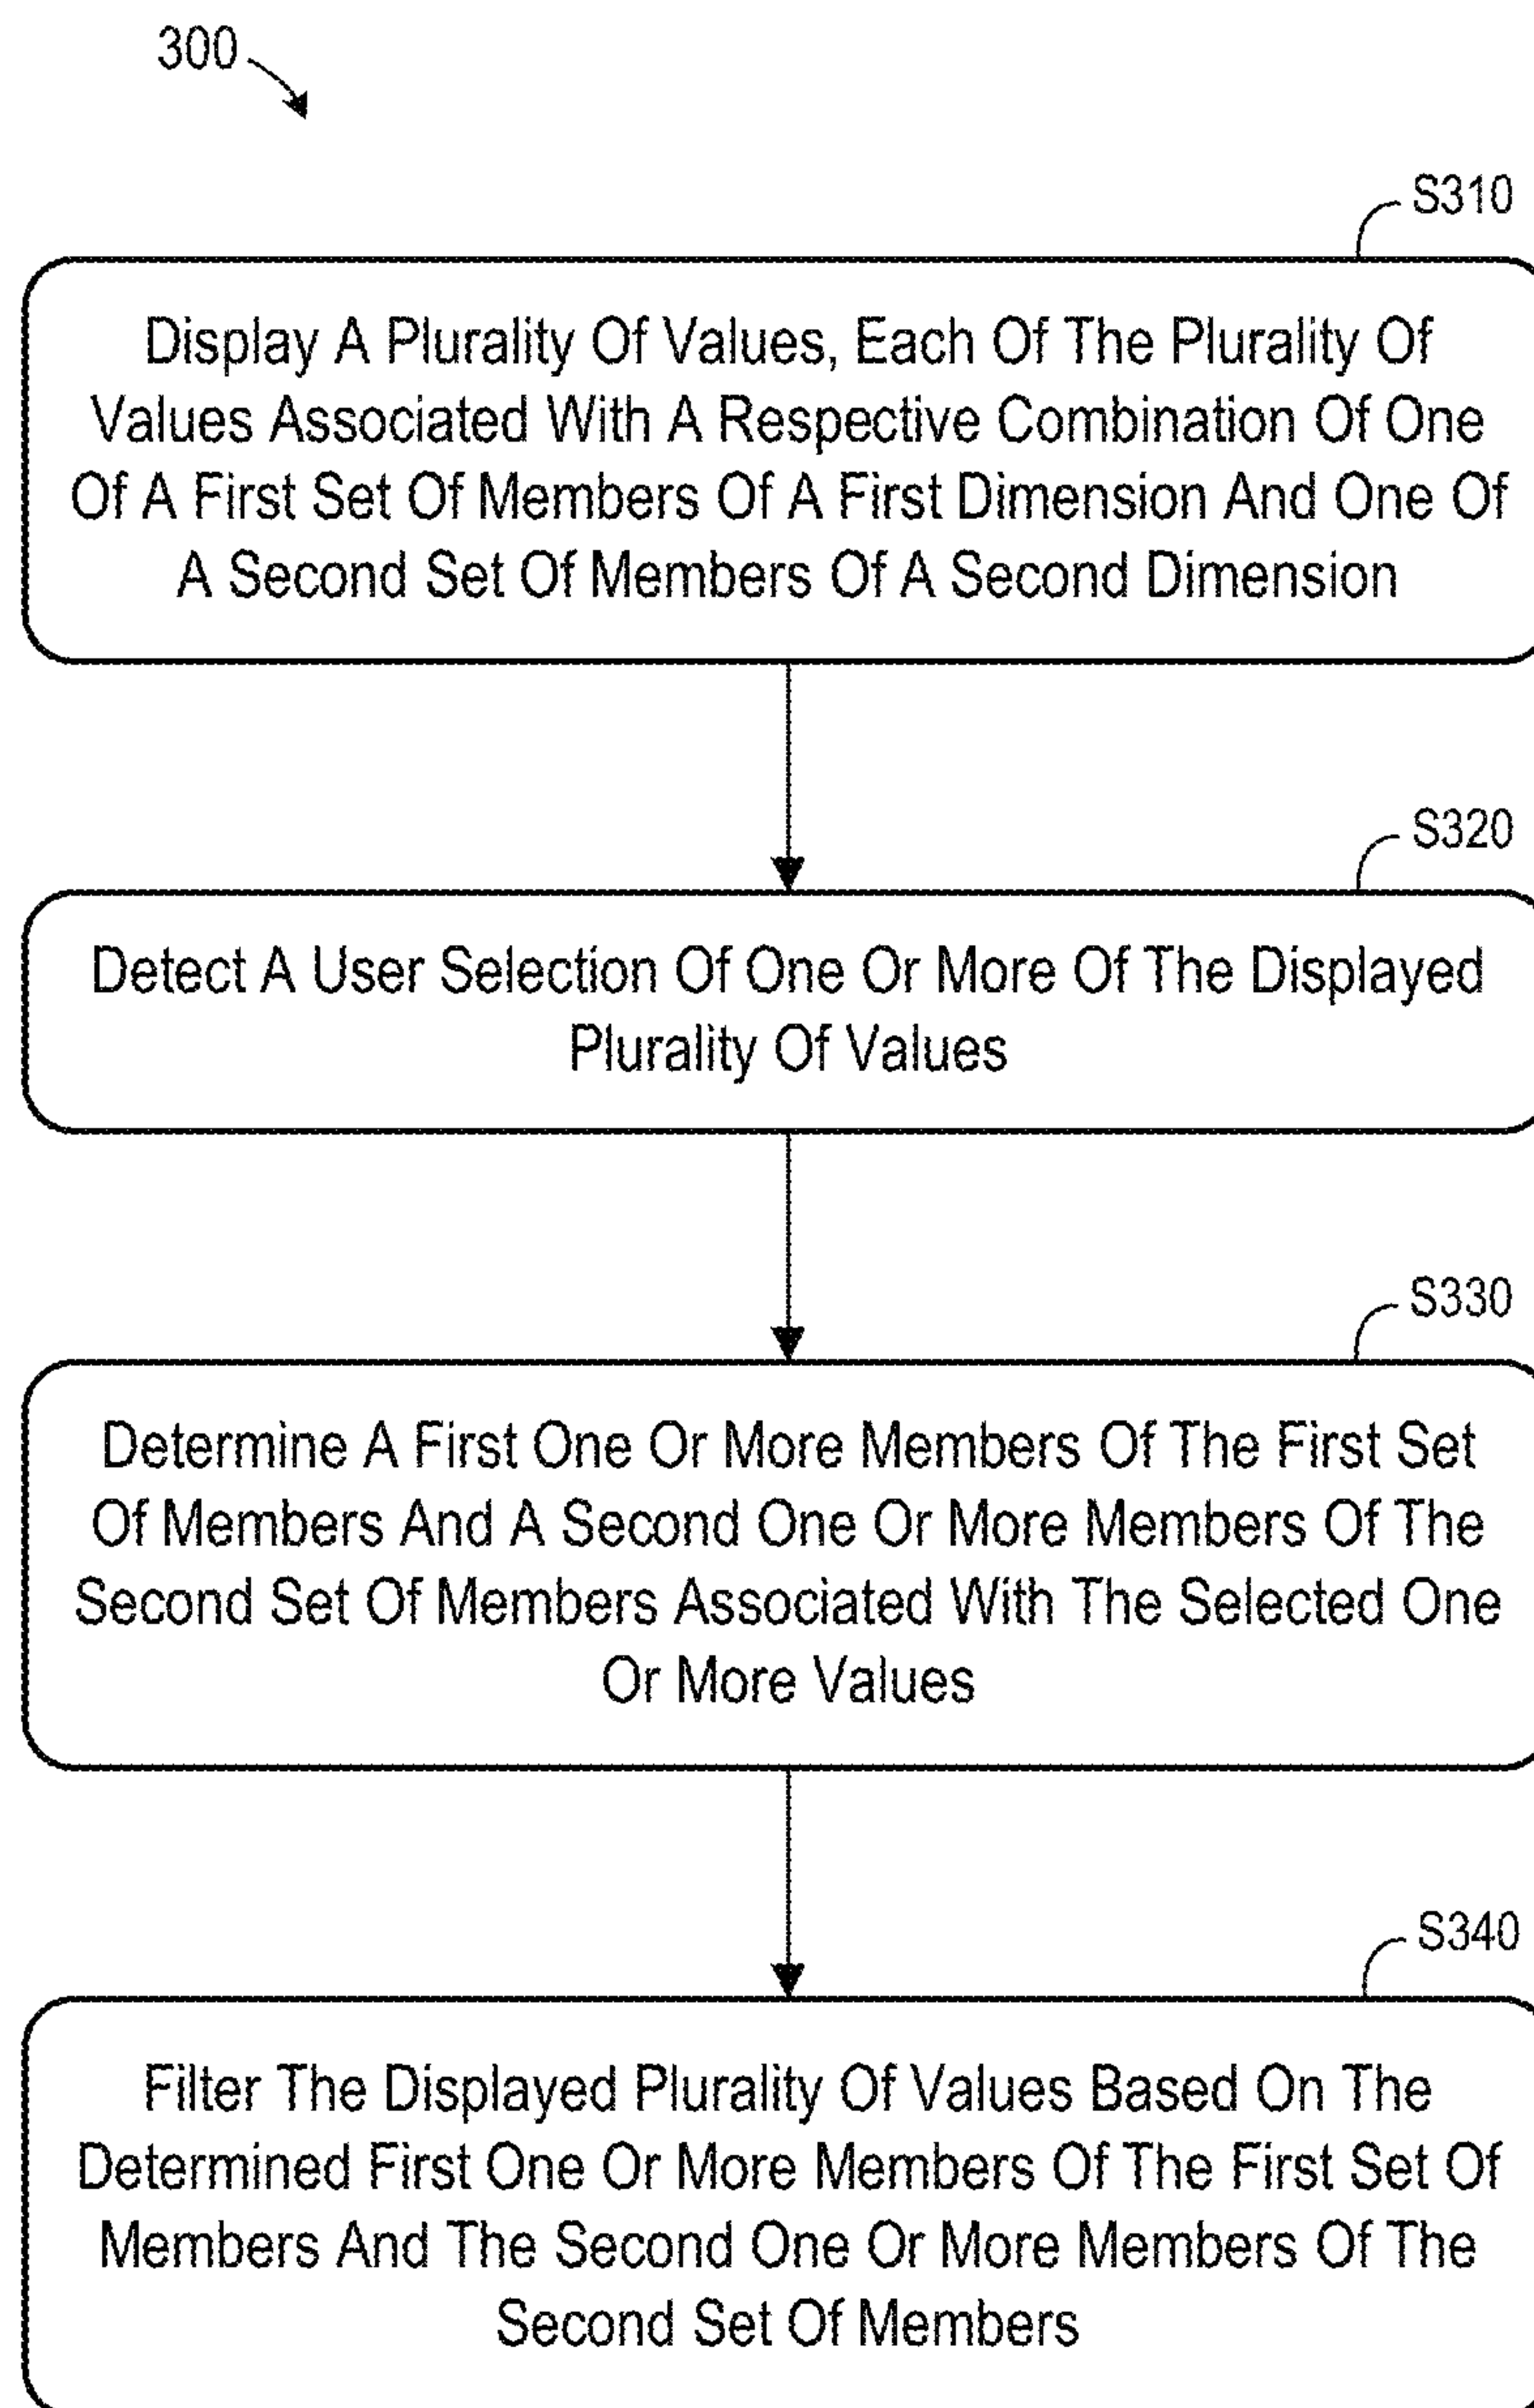 300
S310
Display A Plurality Of Values, Each Of The Plurality Of
Values Associated With A Respective Combination Of One
Of A First Set Of Members Of A First Dimension And One Of
A Second Set Of Members Of A Second Dimension
S320
Detect A User Selection Of One Or More Of The Displayed
Plurality Of Values
S330
Determine A First One Or More Members Of The First Set
Of Members And A Second One Or More Members Of The
Second Set Of Members Associated With The Selected One
Or More Values
S340
Filter The Displayed Plurality Of Values Based On The
Determined First One Or More Members Of The First Set Of
Members And The Second One Or More Members Of The
Second Set Of Members